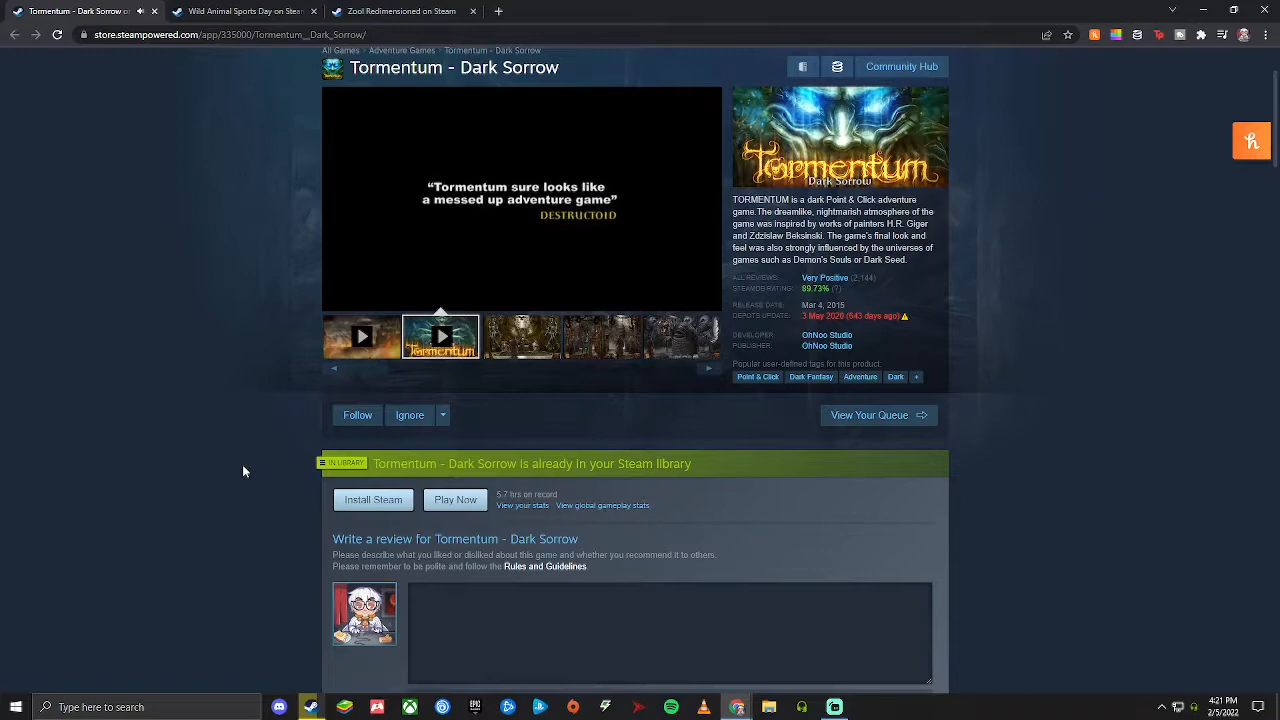 Tormentum - Dark Sorrow on
Wild Animal Sports Day on Steam
Zool on Steam
store.steampowered.com/app/335000/Tormentum__Dark_Sorrow/
All Games > Adventure Games > Tormentum - Dark Sorrow
Tormentum - Dark Sorrow
Community Hub
“Tormentum sure looks like
a messed up adventure game”
DESTRUCTOID
Tormentum
Dark Sorrow
TORMENTUM is a dark Point & Click adventure
game.The dreamlike, nightmarish atmosphere of the
game was inspired by works of painters H.R. Giger
and Zdzislaw Beksinski. The game's final look and
feel was also strongly influenced by the universes of
games such as Demon's Souls or Dark Seed.
ALL REVIEWS: Very Positive (2,144)
STEAMDB RATING: 89.73% (?)
RELEASE DATE: Mar 4, 2015
DEPOTS UPDATED: 3 May 2020 (643 days ago)
DEVELOPER: OhNoo Studio
PUBLISHER: OhNoo Studio
Popular user-defined tags for this product:
Point & Click Dark Fantasy Adventure Dark +
Tormentum
Follow Ignore
View Your Queue
IN LIBRARY Tormentum - Dark Sorrow is already in your Steam library
Install Steam Play Now
5.7 hrs on record
View your stats View global gameplay stats
Write a review for Tormentum - Dark Sorrow
Please describe what you liked or disliked about this game and whether you recommend it to others.
Please remember to be polite and follow the Rules and Guidelines.
Type here to search
EPIC
4:21 PM
2/5/2022